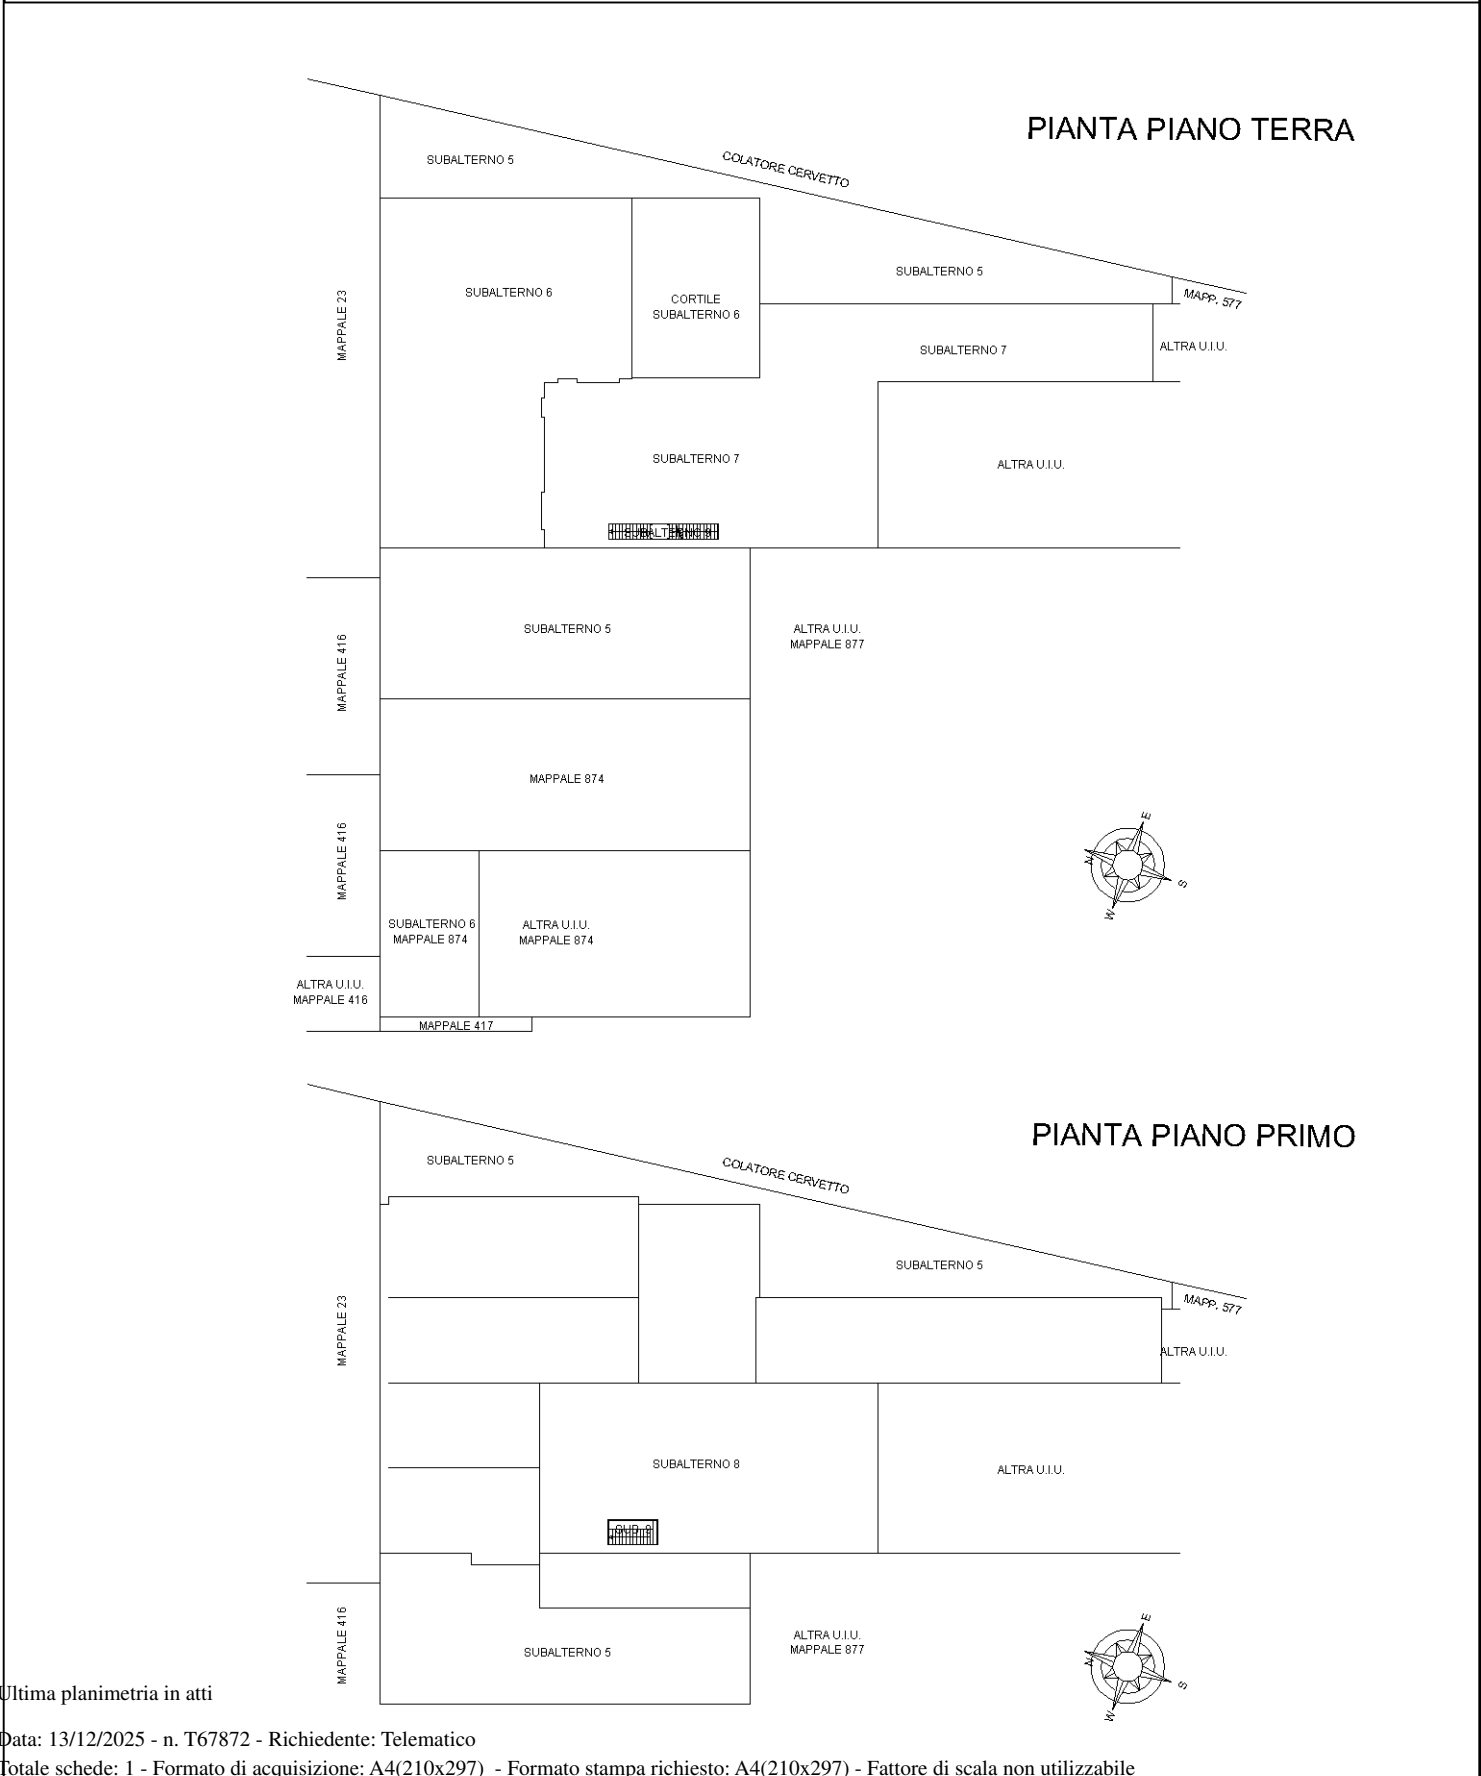 PIANTA PIANO TERRA
SUBALTERNO 5
COLATORE CERVETTO
SUBALTERNO 5
MAPP. 577
MAPPALE 23
SUBALTERNO 6
CORTILE
SUBALTERNO 6
SUBALTERNO 7
ALTRA U.I.U.
SUBALTERNO 7
ALTRA U.I.U.
SUBALTERNO 9
MAPPALE 416
SUBALTERNO 5
ALTRA U.I.U.
MAPPALE 877
MAPPALE 874
MAPPALE 416
SUBALTERNO 6
MAPPALE 874
ALTRA U.I.U.
MAPPALE 874
ALTRA U.I.U.
MAPPALE 416
MAPPALE 417
E
N
S
W
PIANTA PIANO PRIMO
SUBALTERNO 5
COLATORE CERVETTO
SUBALTERNO 5
MAPP. 577
MAPPALE 23
ALTRA U.I.U.
SUBALTERNO 8
ALTRA U.I.U.
SUB. 9
MAPPALE 416
SUBALTERNO 5
ALTRA U.I.U.
MAPPALE 877
E
N
S
W
Ultima planimetria in atti
Data: 13/12/2025 - n. T67872 - Richiedente: Telematico
Totale schede: 1 - Formato di acquisizione: A4(210x297) - Formato stampa richiesto: A4(210x297) - Fattore di scala non utilizzabile